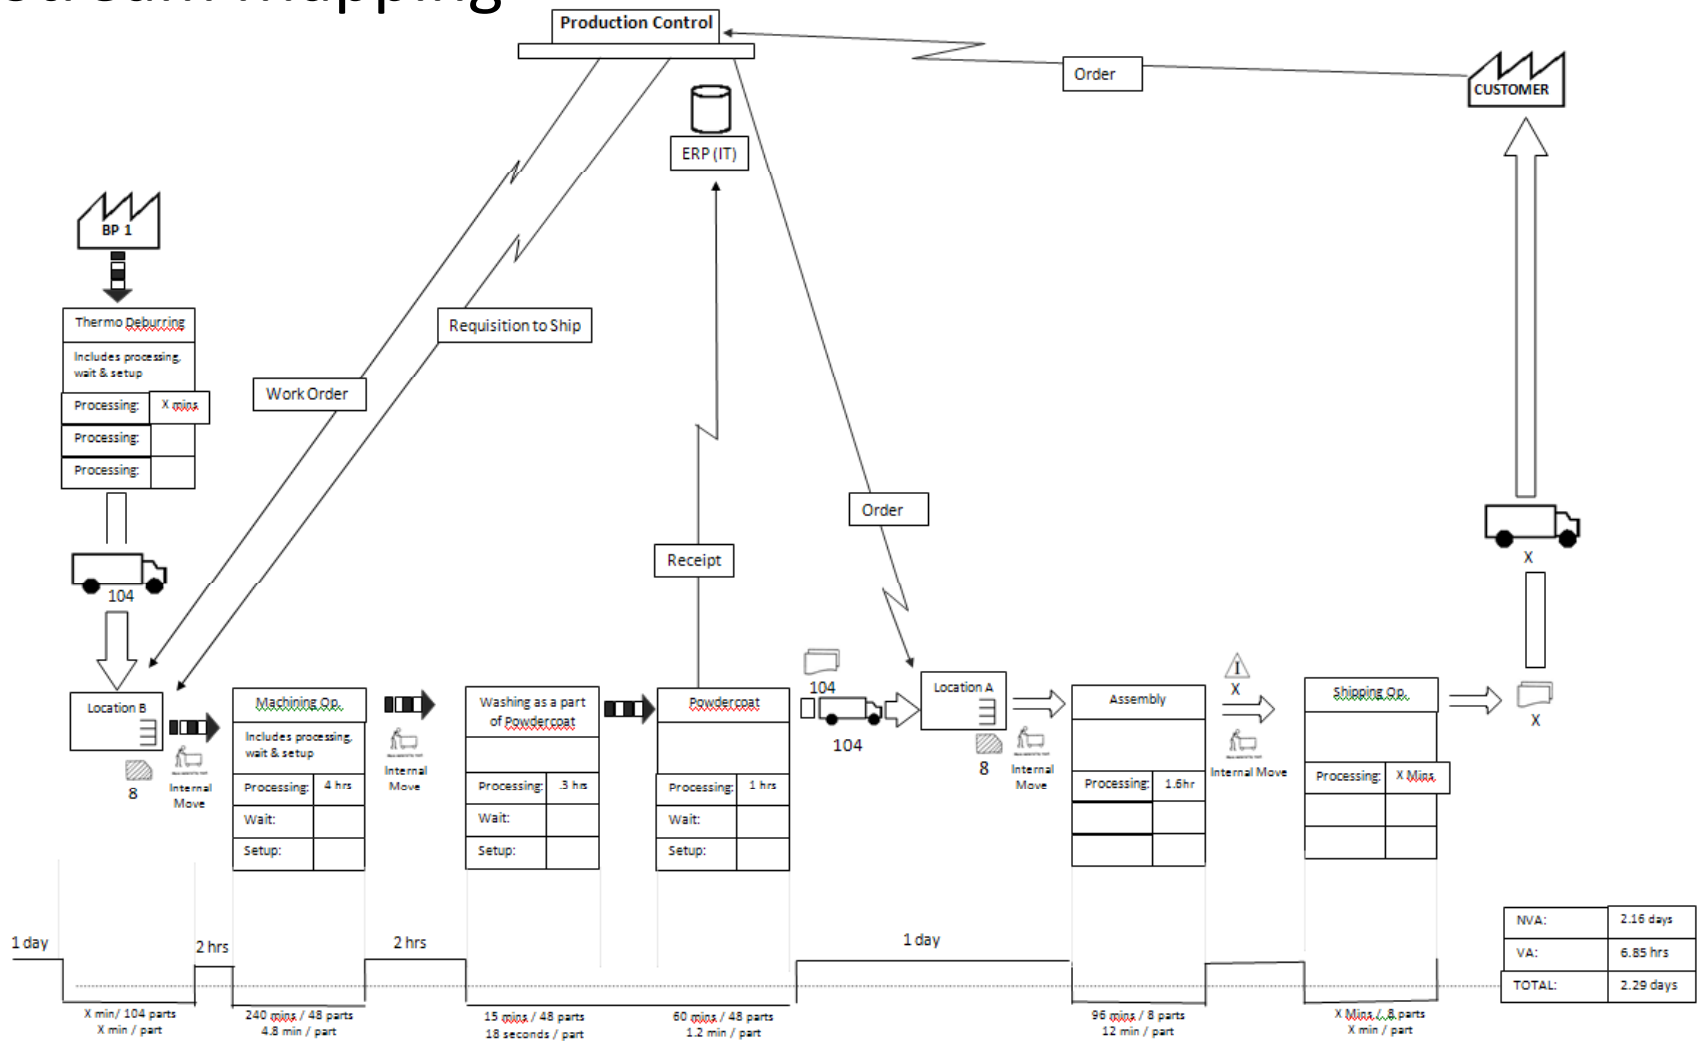 Stream Mapping
Production Control
Order
CUSTOMER
ERP (IT)
BP 1
Thermo Deburring
Includes processing,
wait & setup
Processing: X mins
Processing:
Processing:
104
Requisition to Ship
Work Order
Order
Receipt
X
Location B
8
Internal
Move
Machining Op.
Includes processing,
wait & setup
Processing: 4 hrs
Wait:
Setup:
Internal
Move
Washing as a part
of Powdercoat
Processing: .3 hrs
Wait:
Setup:
Powdercoat
Processing: 1 hrs
Wait:
Setup:
104
104
Location A
8
Internal
Move
Assembly
Processing: 1.6hr
I
X
Internal Move
Shipping Op.
Processing: X Mins
X
1 day
2 hrs
2 hrs
1 day
NVA: 2.16 days
VA: 6.85 hrs
TOTAL: 2.29 days
X min/ 104 parts
X min / part
240 mins / 48 parts
4.8 min / part
15 mins / 48 parts
18 seconds / part
60 mins / 48 parts
1.2 min / part
96 mins / 8 parts
12 min / part
X Mins / 8 parts
X min / part